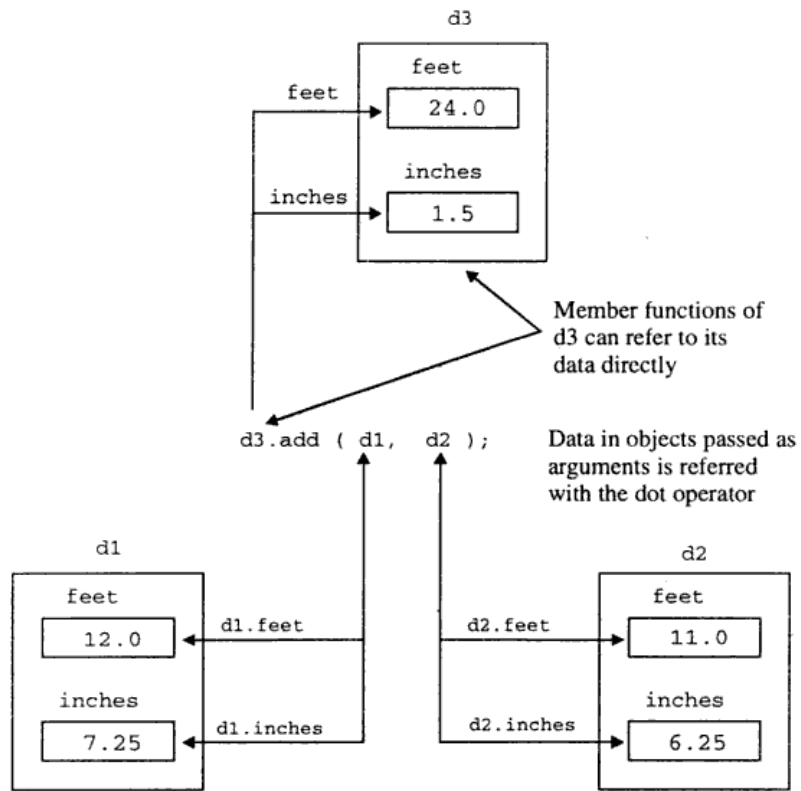 d3
feet
feet
24.0
inches
inches
1.5
Member functions of
d3 can refer to its
data directly
d3.add ( d1, d2 );
Data in objects passed as
arguments is referred
with the dot operator
d1
feet
12.0
d1.feet
inches
7.25
d1.inches
d2
feet
d2.feet
11.0
inches
d2.inches
6.25